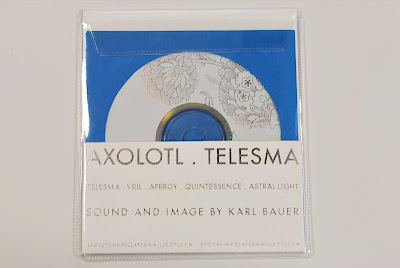 AXOLOTL . TELESMA
TELESMA . VRIL . APERGY . QUINTESSENCE . ASTRAL LIGHT
SOUND AND IMAGE BY KARL BAUER